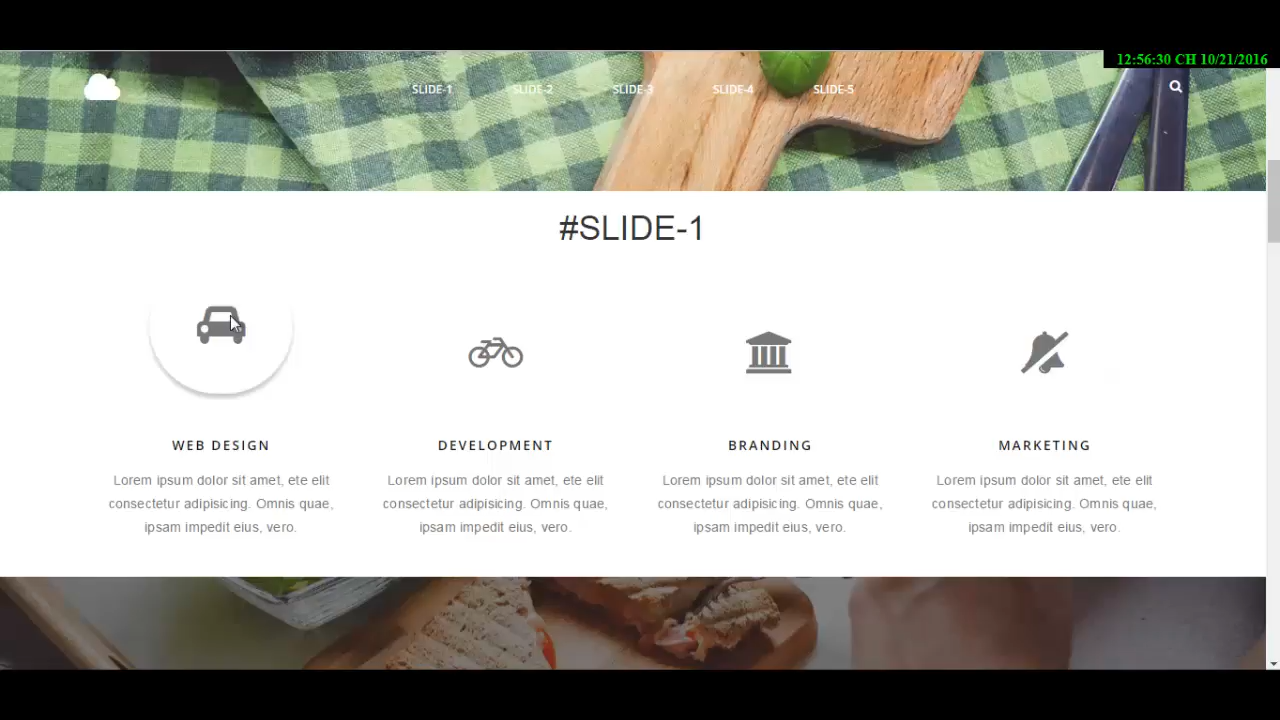 12:56:30 CH 10/21/2016
SLIDE-1 SLIDE-2 SLIDE-3 SLIDE-4 SLIDE-5
#SLIDE-1
WEB DESIGN
Lorem ipsum dolor sit amet, ete elit
consectetur adipisicing. Omnis quae,
ipsam impedit eius, vero.
DEVELOPMENT
Lorem ipsum dolor sit amet, ete elit
consectetur adipisicing. Omnis quae,
ipsam impedit eius, vero.
BRANDING
Lorem ipsum dolor sit amet, ete elit
consectetur adipisicing. Omnis quae,
ipsam impedit eius, vero.
MARKETING
Lorem ipsum dolor sit amet, ete elit
consectetur adipisicing. Omnis quae,
ipsam impedit eius, vero.